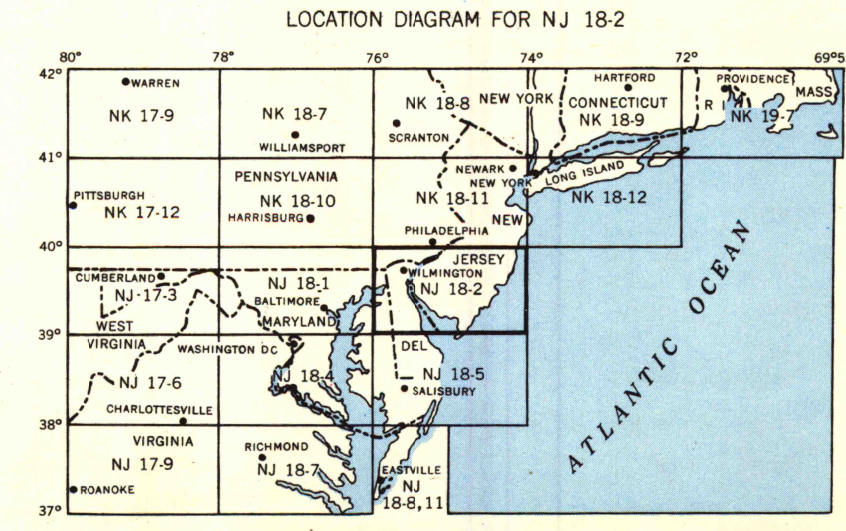 LOCATION DIAGRAM FOR NJ 18-2
80° 78° 76° 74° 72° 69°5
42°
WARREN
NK 17-9
NK 18-7
WILLIAMSPORT
NK 18-8
SCRANTON
NEW YORK
HARTFORD
CONNECTICUT
NK 18-9
PROVIDENCE
R I
MASS
NK 19-7
41°
PITTSBURGH
NK 17-12
PENNSYLVANIA
NK 18-10
HARRISBURG
NEWARK
NEW YORK
LONG ISLAND
NK 18-11
NK 18-12
NEW
PHILADELPHIA
40°
JERSEY
CUMBERLAND
NJ 17-3
NJ 18-1
BALTIMORE
MARYLAND
WILMINGTON
NJ 18-2
39°
WEST
VIRGINIA
WASHINGTON DC
DEL
NJ 17-6
NJ 18-4
NJ 18-5
SALISBURY
CHARLOTTESVILLE
38°
VIRGINIA
NJ 17-9
RICHMOND
NJ 18-7
EASTVILLE
NJ
18-8,11
ROANOKE
37°
ATLANTIC OCEAN